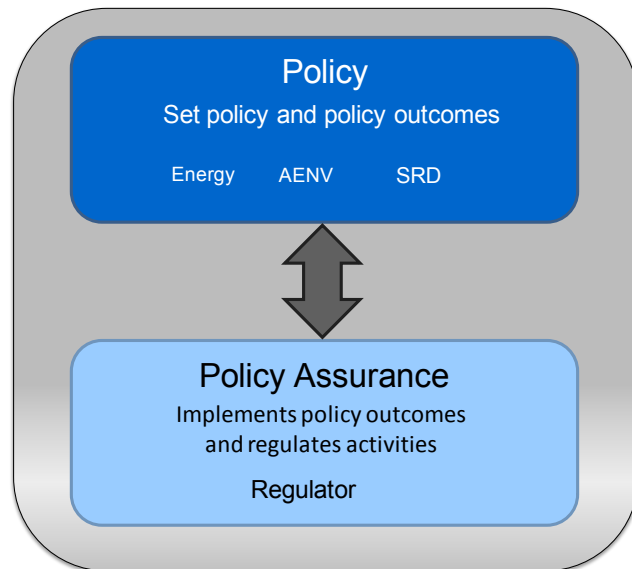 Policy
Set policy and policy outcomes
Energy AENV SRD
Policy Assurance
Implements policy outcomes
and regulates activities
Regulator